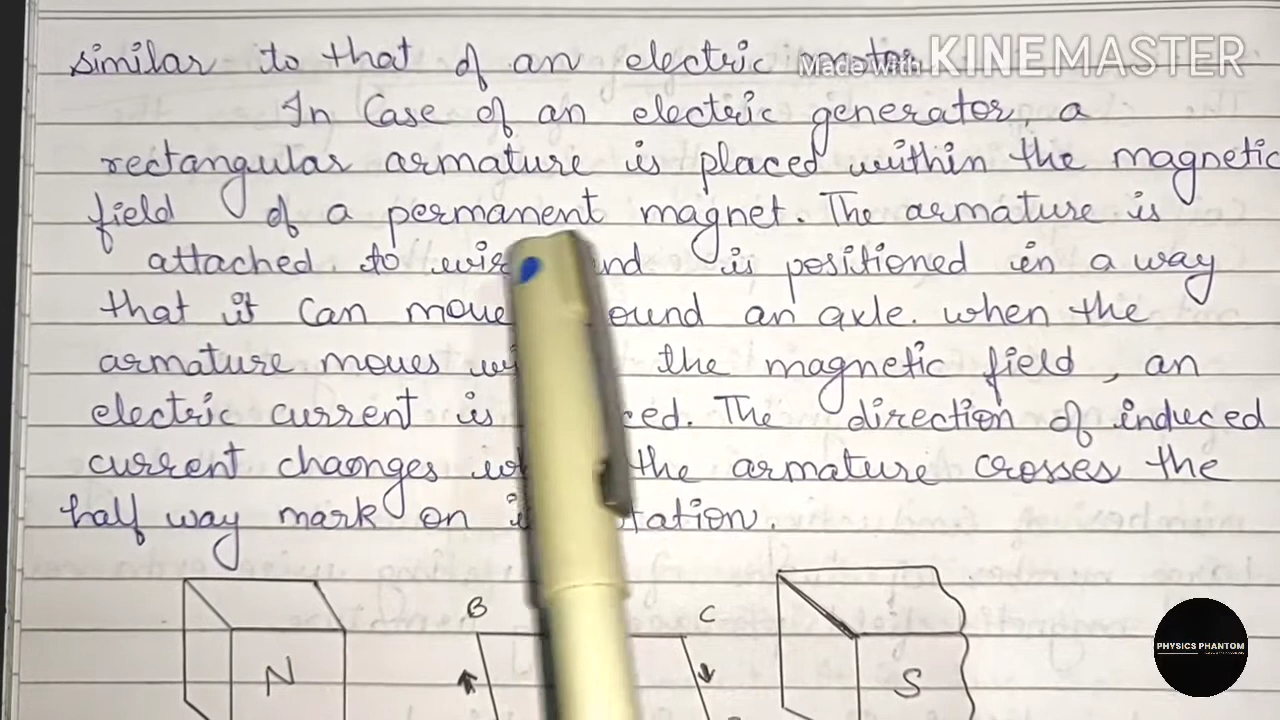 similar to that of an electric motor
Made with KINEMASTER
In Case of an electric generator, a
rectangular armature is placed within the magnetic
field of a permanent magnet. The armature is
attached to and is positioned in a way
that it can move an axle. when the
armature moves the magnetic field, an
electric current is The direction of induced
current changes the armature crosses the
half way mark on
B
C
N
S
PHYSICS PHANTOM